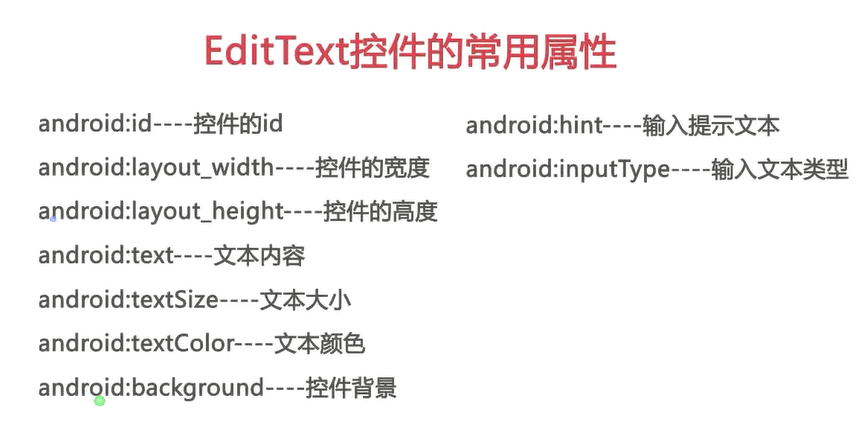 EditText控件的常用属性
android:id----控件的id
android:layout_width----控件的宽度
android:layout_height----控件的高度
android:text----文本内容
android:textSize----文本大小
android:textColor----文本颜色
android:background----控件背景
android:hint----输入提示文本
android:inputType----输入文本类型